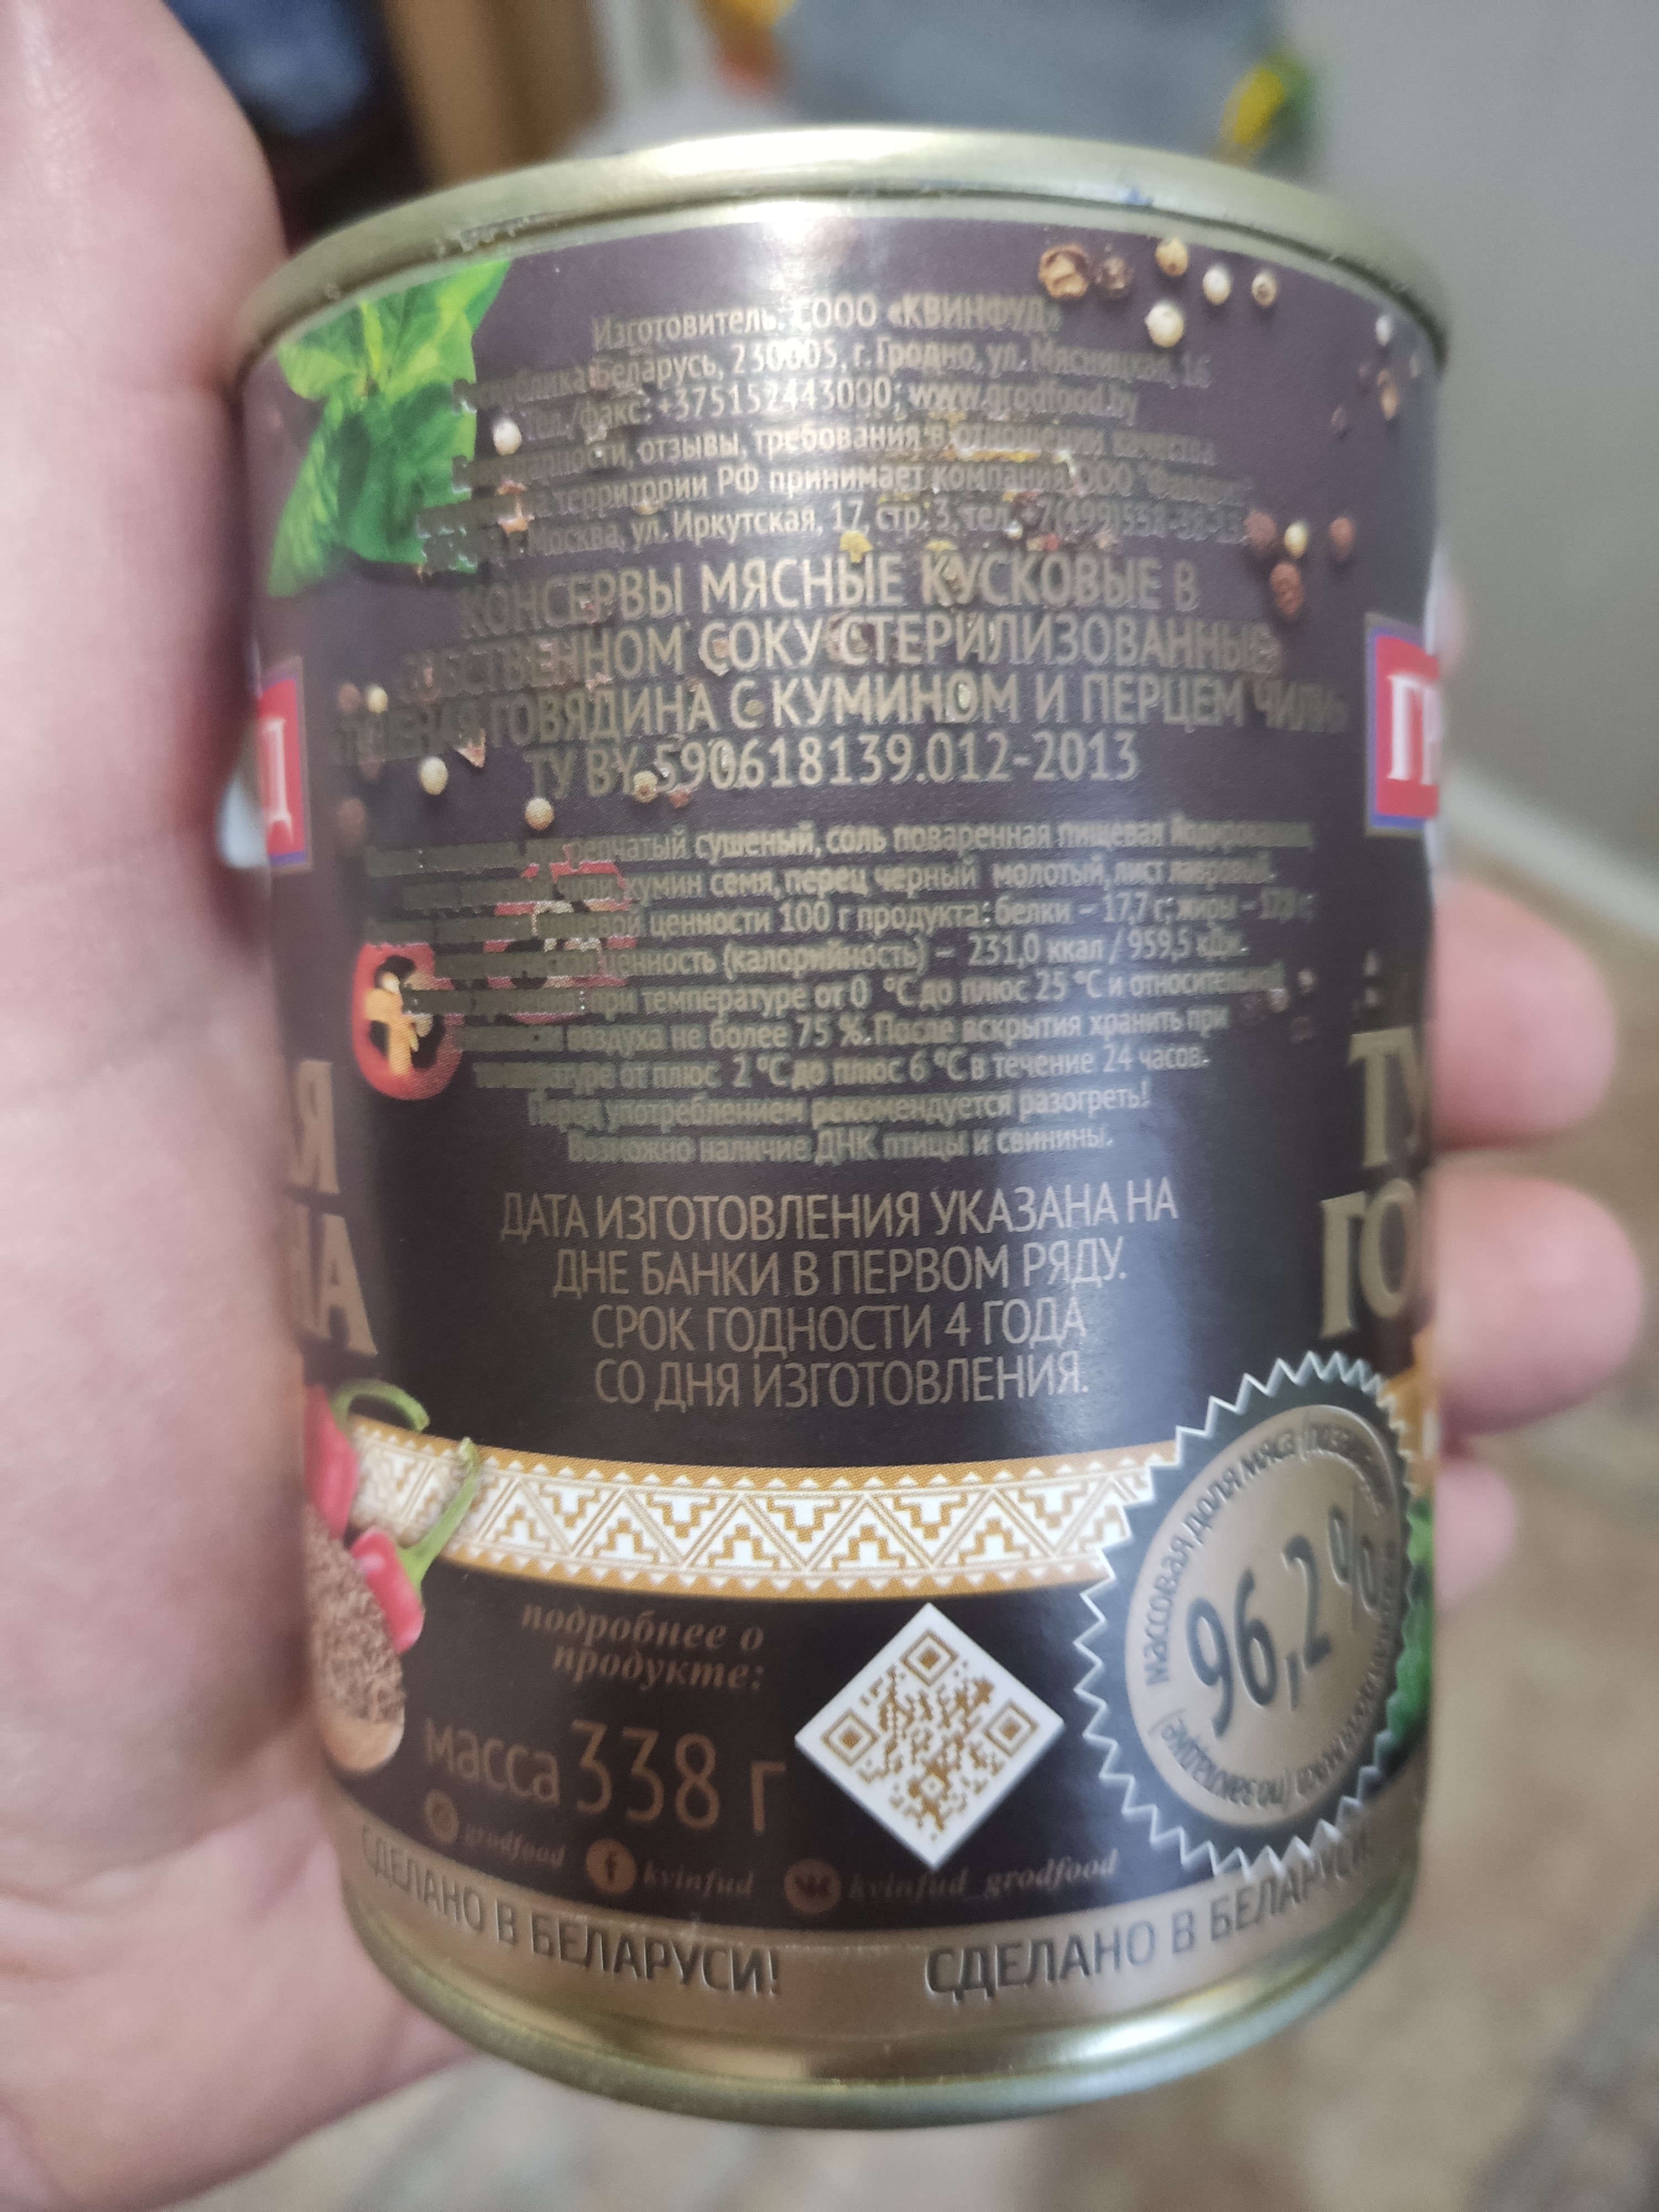 Изготовитель: СООО «КВИНФУД»
Беларусь, 230005, г. Гродно, ул. Мясницкая, 16
Тел./факс: +375152443000; www.grodfood.by
отзывы, требования в отношении качества
территории РФ принимает компания ООО
г. Москва, ул. Иркутская, 17, стр. 3, тел.
КОНСЕРВЫ МЯСНЫЕ КУСКОВЫЕ В
СОБСТВЕННОМ СОКУ СТЕРИЛИЗОВАННЫЕ
ГОВЯДИНА С КУМИНОМ И ПЕРЦЕМ ЧИЛИ»
ТУ BY 590618139.012-2013
репчатый сушеный, соль поваренная пищевая йодированная,
чили, кумин семя, перец черный молотый, лист лавровый.
пищевой ценности 100 г продукта: белки – 17,7 г; жиры –
ценность (калорийность) – 231,0 ккал / 959,5 кДж.
при температуре от 0 °C до плюс 25 °C и относительной
воздуха не более 75 %. После вскрытия хранить при
температуре от плюс 2 °C до плюс 6 °C в течение 24 часов.
Перед употреблением рекомендуется разогреть!
Возможно наличие ДНК птицы и свинины.
ДАТА ИЗГОТОВЛЕНИЯ УКАЗАНА НА
ДНЕ БАНКИ В ПЕРВОМ РЯДУ.
СРОК ГОДНОСТИ 4 ГОДА
СО ДНЯ ИЗГОТОВЛЕНИЯ.
массовая доля мяса
96,2%
подробнее о
продукте:
масса 338 г
grodfood kvinfud kvinfud_grodfood
СДЕЛАНО В БЕЛАРУСИ! СДЕЛАНО В БЕЛАРУСИ!